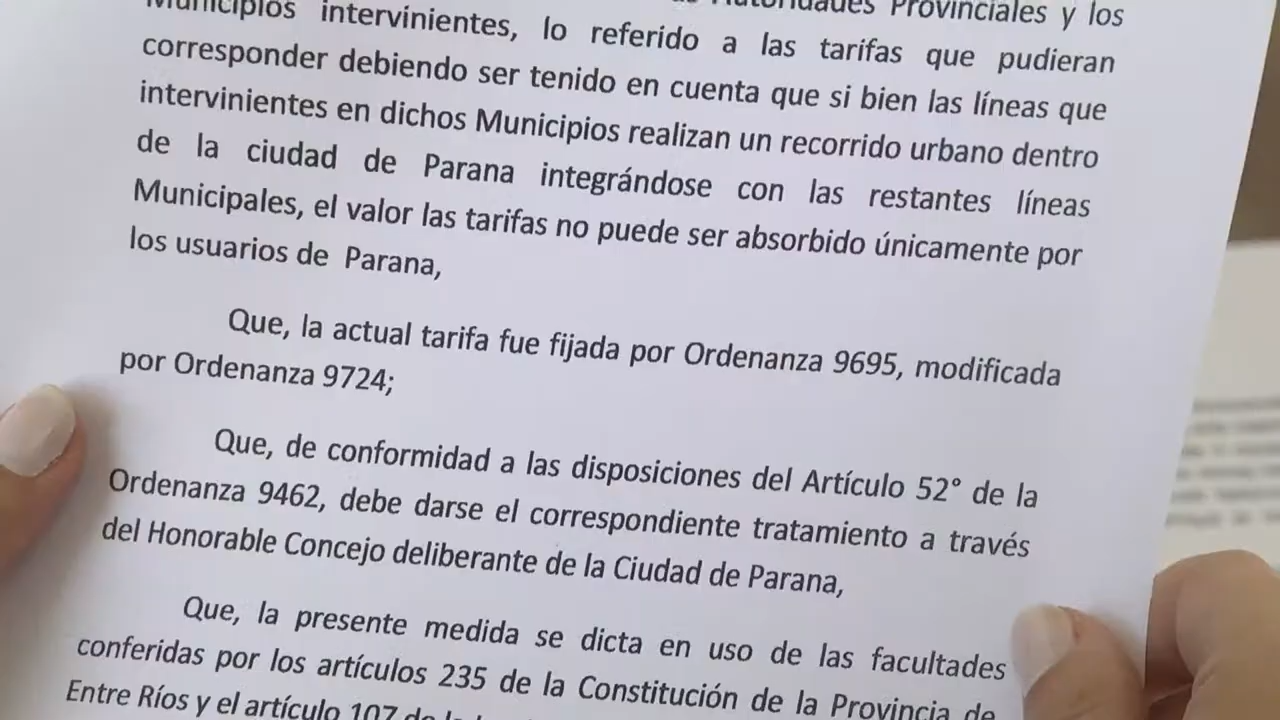 Provinciales y los
Municipios intervinientes, lo referido a las tarifas que pudieran
corresponder debiendo ser tenido en cuenta que si bien las líneas que
intervinientes en dichos Municipios realizan un recorrido urbano dentro
de la ciudad de Parana integrándose con las restantes líneas
Municipales, el valor las tarifas no puede ser absorbido únicamente por
los usuarios de Parana,
Que, la actual tarifa fue fijada por Ordenanza 9695, modificada
por Ordenanza 9724;
Que, de conformidad a las disposiciones del Artículo 52° de la
Ordenanza 9462, debe darse el correspondiente tratamiento a través
del Honorable Concejo deliberante de la Ciudad de Parana,
Que, la presente medida se dicta en uso de las facultades
conferidas por los artículos 235 de la Constitución de la Provincia de
Entre Ríos y el artículo 107 de la